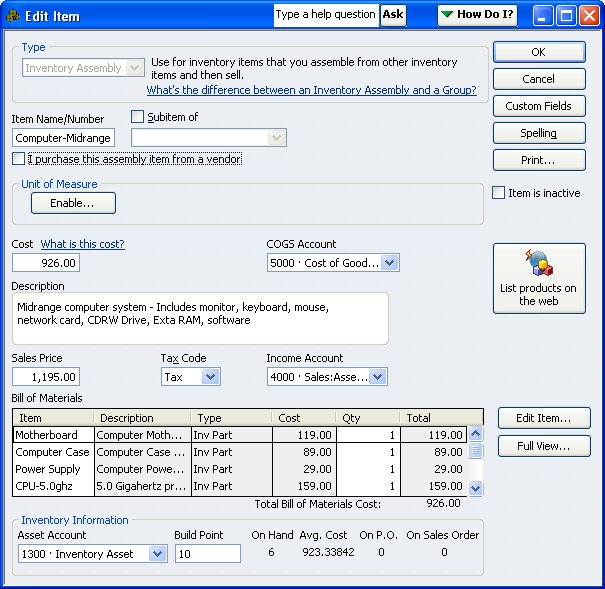 Edit Item
Type a help question Ask
How Do I?
Type
Inventory Assembly
Use for inventory items that you assemble from other inventory
items and then sell.
What's the difference between an Inventory Assembly and a Group?
OK
Cancel
Custom Fields
Spelling
Print...
Item is inactive
Item Name/Number
Subitem of
Computer-Midrange
I purchase this assembly item from a vendor
Unit of Measure
Enable...
Cost What is this cost?
COGS Account
926.00
5000 · Cost of Good...
List products on
the web
Description
Midrange computer system - Includes monitor, keyboard, mouse,
network card, CDRW Drive, Exta RAM, software
Sales Price Tax Code Income Account
1,195.00 Tax 4000 · Sales:Asse...
Bill of Materials
Item Description Type Cost Qty Total
Motherboard Computer Moth... Inv Part 119.00 1 119.00
Computer Case Computer Case ... Inv Part 89.00 1 89.00
Power Supply Computer Powe... Inv Part 29.00 1 29.00
CPU-5.0ghz 5.0 Gigahertz pr... Inv Part 159.00 1 159.00
Total Bill of Materials Cost: 926.00
Edit Item...
Full View...
Inventory Information
Asset Account Build Point On Hand Avg. Cost On P.O. On Sales Order
1300 · Inventory Asset 10 6 923.33842 0 0